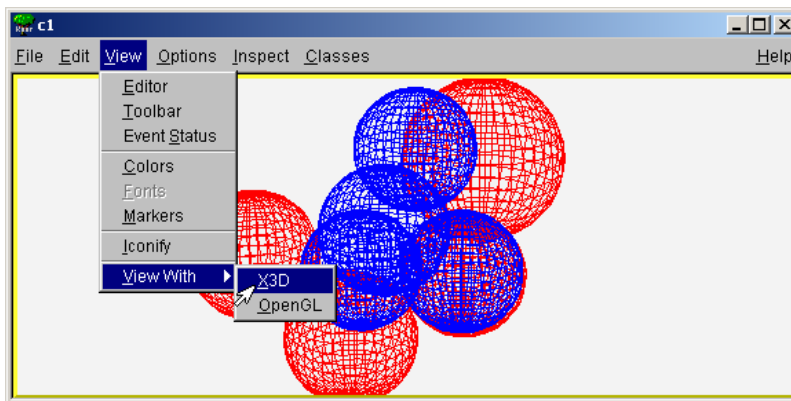 c1
File Edit View Options Inspect Classes Help
Editor
Toolbar
Event Status
Colors
Fonts
Markers
Iconify
View With
X3D
OpenGL